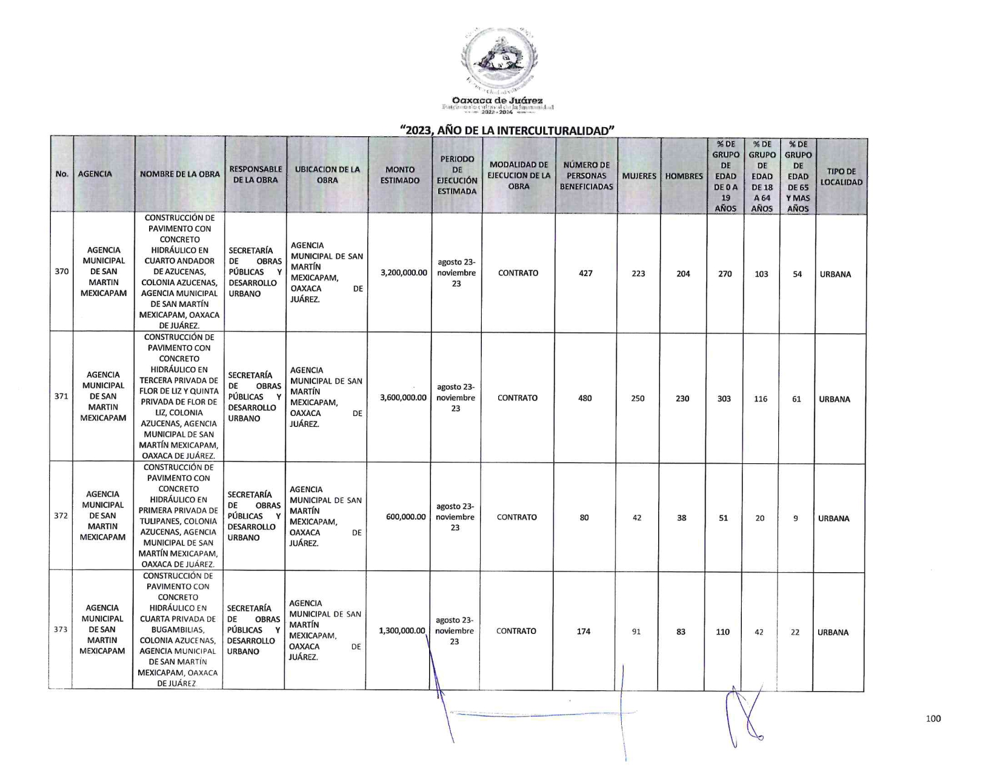 Oaxaca de Juárez
Patrimonio cultural de la humanidad
2022 - 2024
“2023, AÑO DE LA INTERCULTURALIDAD”
No.
AGENCIA
NOMBRE DE LA OBRA
RESPONSABLE
DE LA OBRA
UBICACION DE LA
OBRA
MONTO
ESTIMADO
PERIODO
DE
EJECUCIÓN
ESTIMADA
MODALIDAD DE
EJECUCION DE LA
OBRA
NÚMERO DE
PERSONAS
BENEFICIADAS
MUJERES
HOMBRES
% DE
GRUPO
DE
EDAD
DE 0 A
19
AÑOS
% DE
GRUPO
DE
EDAD
DE 18
A 64
AÑOS
% DE
GRUPO
DE
EDAD
DE 65
Y MAS
AÑOS
TIPO DE
LOCALIDAD
370
AGENCIA
MUNICIPAL
DE SAN
MARTIN
MEXICAPAM
CONSTRUCCIÓN DE
PAVIMENTO CON
CONCRETO
HIDRÁULICO EN
CUARTO ANDADOR
DE AZUCENAS,
COLONIA AZUCENAS,
AGENCIA MUNICIPAL
DE SAN MARTÍN
MEXICAPAM, OAXACA
DE JUÁREZ.
SECRETARÍA
DE OBRAS
PÚBLICAS Y
DESARROLLO
URBANO
AGENCIA
MUNICIPAL DE SAN
MARTÍN
MEXICAPAM,
OAXACA DE
JUÁREZ.
3,200,000.00
agosto 23-
noviembre
23
CONTRATO
427
223
204
270
103
54
URBANA
371
AGENCIA
MUNICIPAL
DE SAN
MARTIN
MEXICAPAM
CONSTRUCCIÓN DE
PAVIMENTO CON
CONCRETO
HIDRÁULICO EN
TERCERA PRIVADA DE
FLOR DE LIZ Y QUINTA
PRIVADA DE FLOR DE
LIZ, COLONIA
AZUCENAS, AGENCIA
MUNICIPAL DE SAN
MARTÍN MEXICAPAM,
OAXACA DE JUÁREZ.
SECRETARÍA
DE OBRAS
PÚBLICAS Y
DESARROLLO
URBANO
AGENCIA
MUNICIPAL DE SAN
MARTÍN
MEXICAPAM,
OAXACA DE
JUÁREZ.
3,600,000.00
agosto 23-
noviembre
23
CONTRATO
480
250
230
303
116
61
URBANA
372
AGENCIA
MUNICIPAL
DE SAN
MARTIN
MEXICAPAM
CONSTRUCCIÓN DE
PAVIMENTO CON
CONCRETO
HIDRÁULICO EN
PRIMERA PRIVADA DE
TULIPANES, COLONIA
AZUCENAS, AGENCIA
MUNICIPAL DE SAN
MARTÍN MEXICAPAM,
OAXACA DE JUÁREZ.
SECRETARÍA
DE OBRAS
PÚBLICAS Y
DESARROLLO
URBANO
AGENCIA
MUNICIPAL DE SAN
MARTÍN
MEXICAPAM,
OAXACA DE
JUÁREZ.
600,000.00
agosto 23-
noviembre
23
CONTRATO
80
42
38
51
20
9
URBANA
373
AGENCIA
MUNICIPAL
DE SAN
MARTIN
MEXICAPAM
CONSTRUCCIÓN DE
PAVIMENTO CON
CONCRETO
HIDRÁULICO EN
CUARTA PRIVADA DE
BUGAMBILIAS,
COLONIA AZUCENAS,
AGENCIA MUNICIPAL
DE SAN MARTÍN
MEXICAPAM, OAXACA
DE JUÁREZ
SECRETARÍA
DE OBRAS
PÚBLICAS Y
DESARROLLO
URBANO
AGENCIA
MUNICIPAL DE SAN
MARTÍN
MEXICAPAM,
OAXACA DE
JUÁREZ.
1,300,000.00
agosto 23-
noviembre
23
CONTRATO
174
91
83
110
42
22
URBANA
100